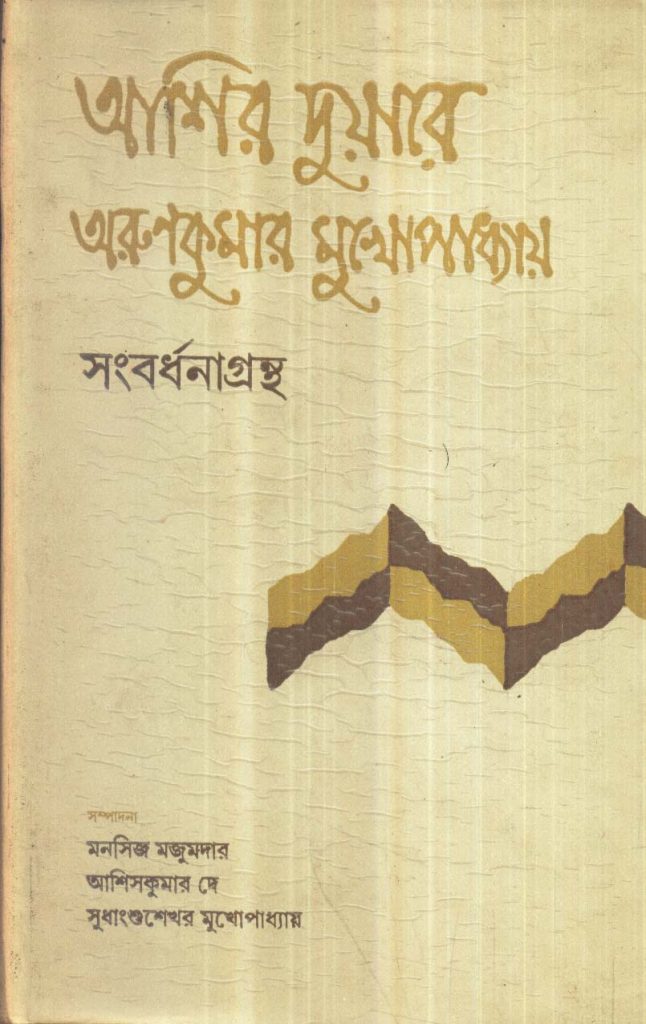 আশির দুয়ারে
অরুণকুমার মুখোপাধ্যায়
সংবর্ধনাগ্রন্থ
সম্পাদনা
মনসিজ মজুমদার
আশিসকুমার দে
সুধাংশুশেখর মুখোপাধ্যায়